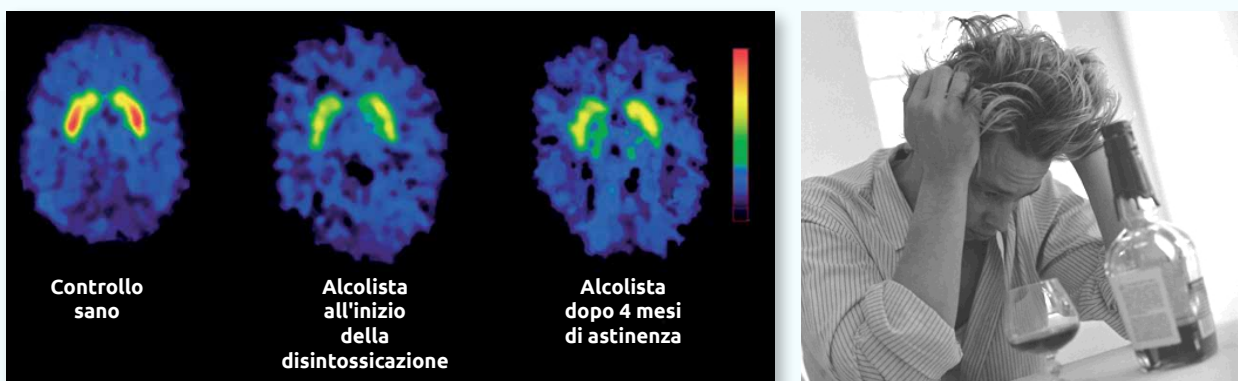 Controllo
sano
Alcolista
all'inizio
della
disintossicazione
Alcolista
dopo 4 mesi
di astinenza